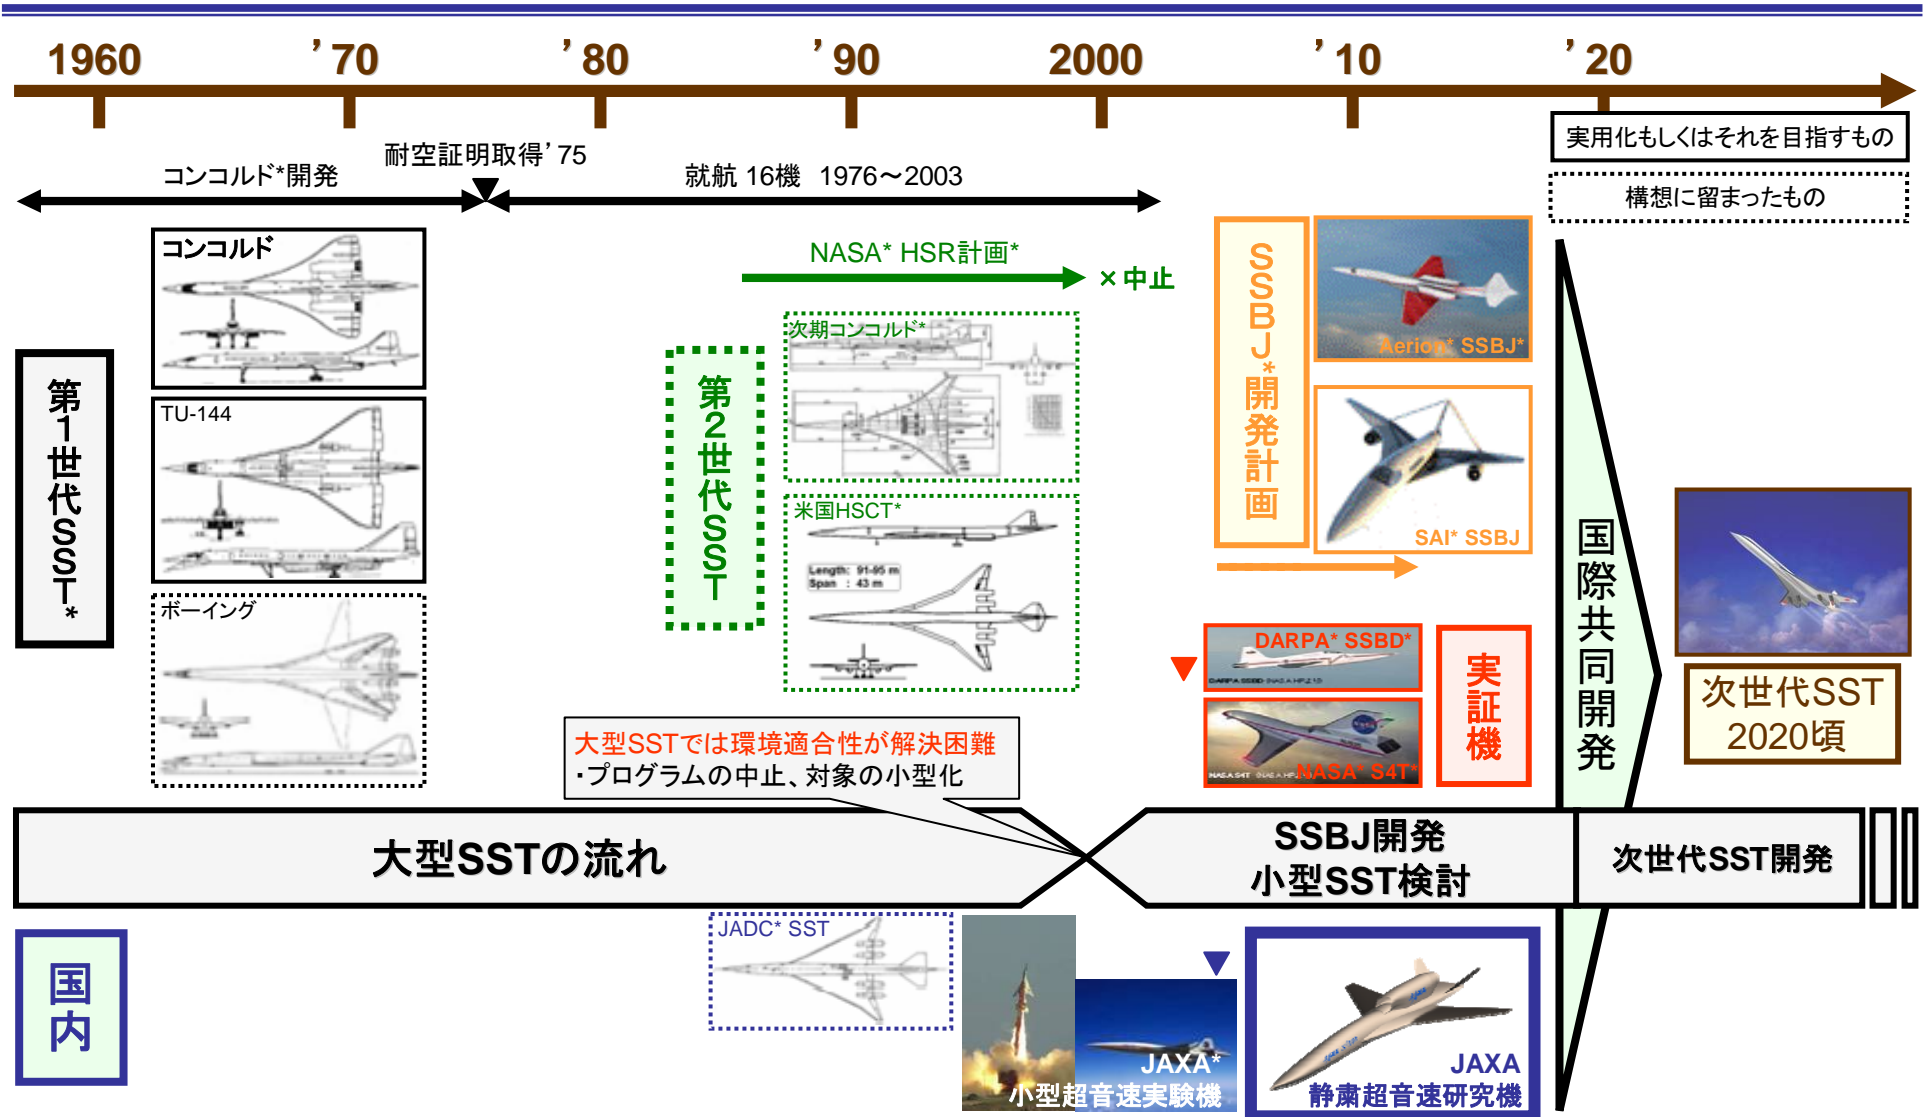 1960 ’70 ’80 ’90 2000 ’10 ’20
実用化もしくはそれを目指すもの
構想に留まったもの
耐空証明取得’75
コンコルド*開発
就航 16機 1976～2003
第1世代SST*
コンコルド
TU-144
ボーイング
NASA* HSR計画*
×中止
第2世代SST
次期コンコルド*
米国HSCT*
Length: 91-95 m
Span : 43 m
SSBJ*開発計画
Aerion* SSBJ*
SAI* SSBJ
DARPA* SSBD*
NASA* S4T*
実証機
国際共同開発
次世代SST
2020頃
大型SSTでは環境適合性が解決困難
・プログラムの中止、対象の小型化
大型SSTの流れ
SSBJ開発
小型SST検討
次世代SST開発
国内
JADC* SST
JAXA*
小型超音速実験機
JAXA
静粛超音速研究機